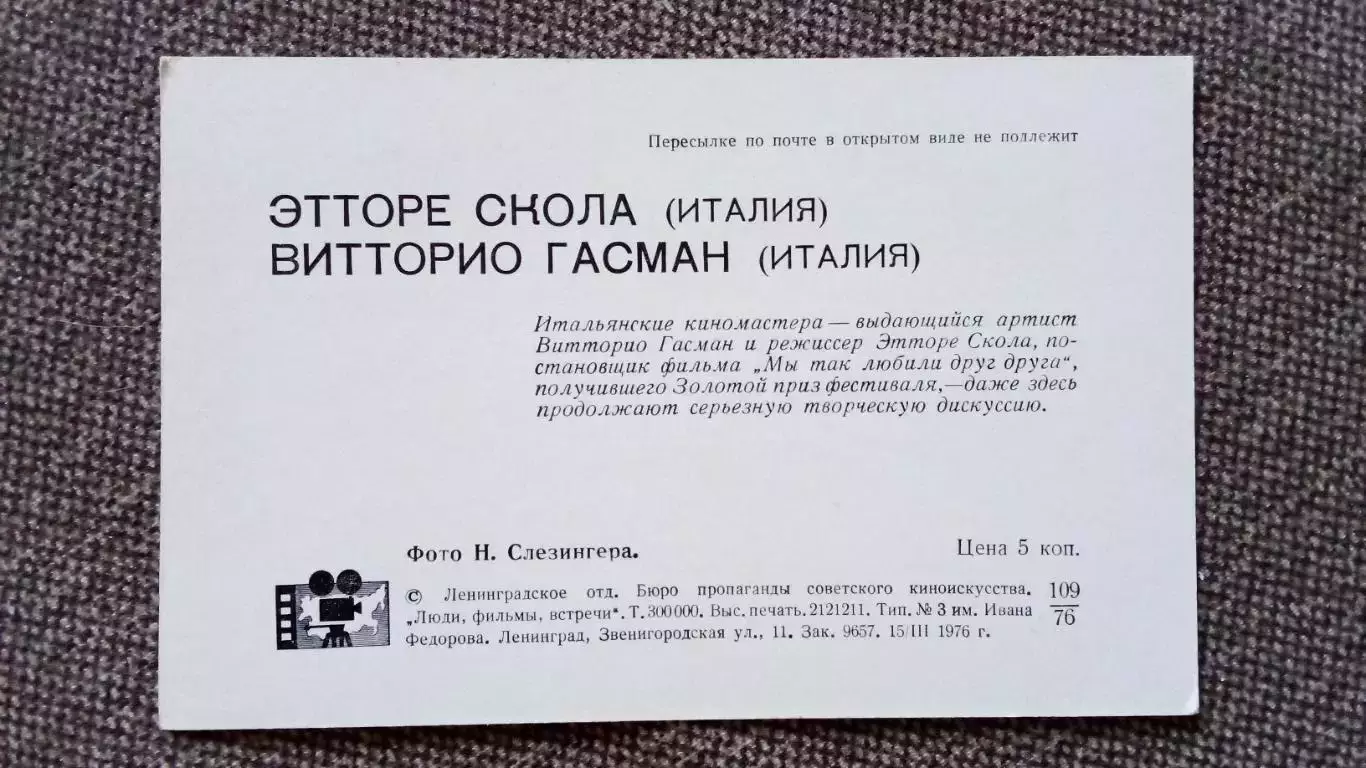 Пересылке по почте в открытом виде не подлежит
ЭТТОРЕ СКОЛА (ИТАЛИЯ)
ВИТТОРИО ГАСМАН (ИТАЛИЯ)
Итальянские киномастера — выдающийся артист
Витторио Гасман и режиссер Этторе Скола, по-
становщик фильма „Мы так любили друг друга“,
получившего Золотой приз фестиваля,—даже здесь
продолжают серьезную творческую дискуссию.
Фото Н. Слезингера.
Цена 5 коп.
© Ленинградское отд. Бюро пропаганды советского киноискусства.
„Люди, фильмы, встречи“. Т. 300 000. Выс. печать. 2121211. Тип. № 3 им. Ивана
Федорова. Ленинград, Звенигородская ул., 11. Зак. 9657. 15/III 1976 г.
109
76